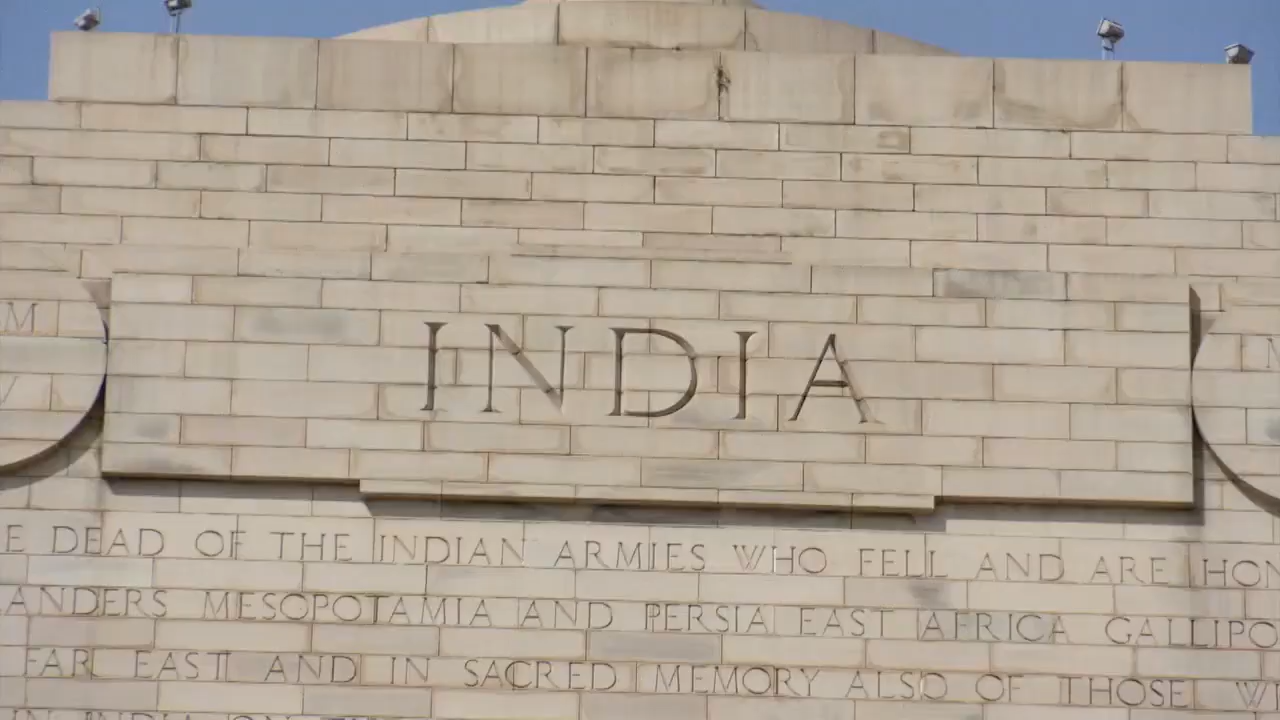 INDIA
DEAD OF THE INDIAN ARMIES WHO FELL AND ARE
MESOPOTAMIA AND PERSIA EAST AFRICA
FAR EAST AND IN SACRED MEMORY ALSO OF THOSE